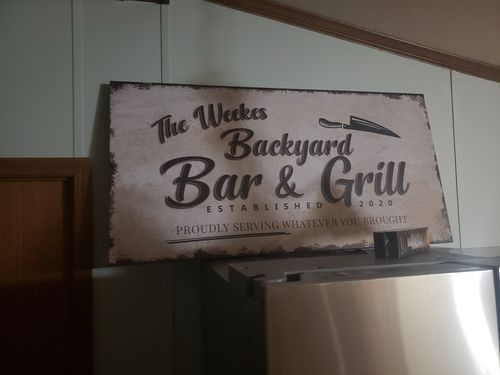 The Weekes
Backyard
Bar & Grill
ESTABLISHED 2020
PROUDLY SERVING WHATEVER YOU BROUGHT